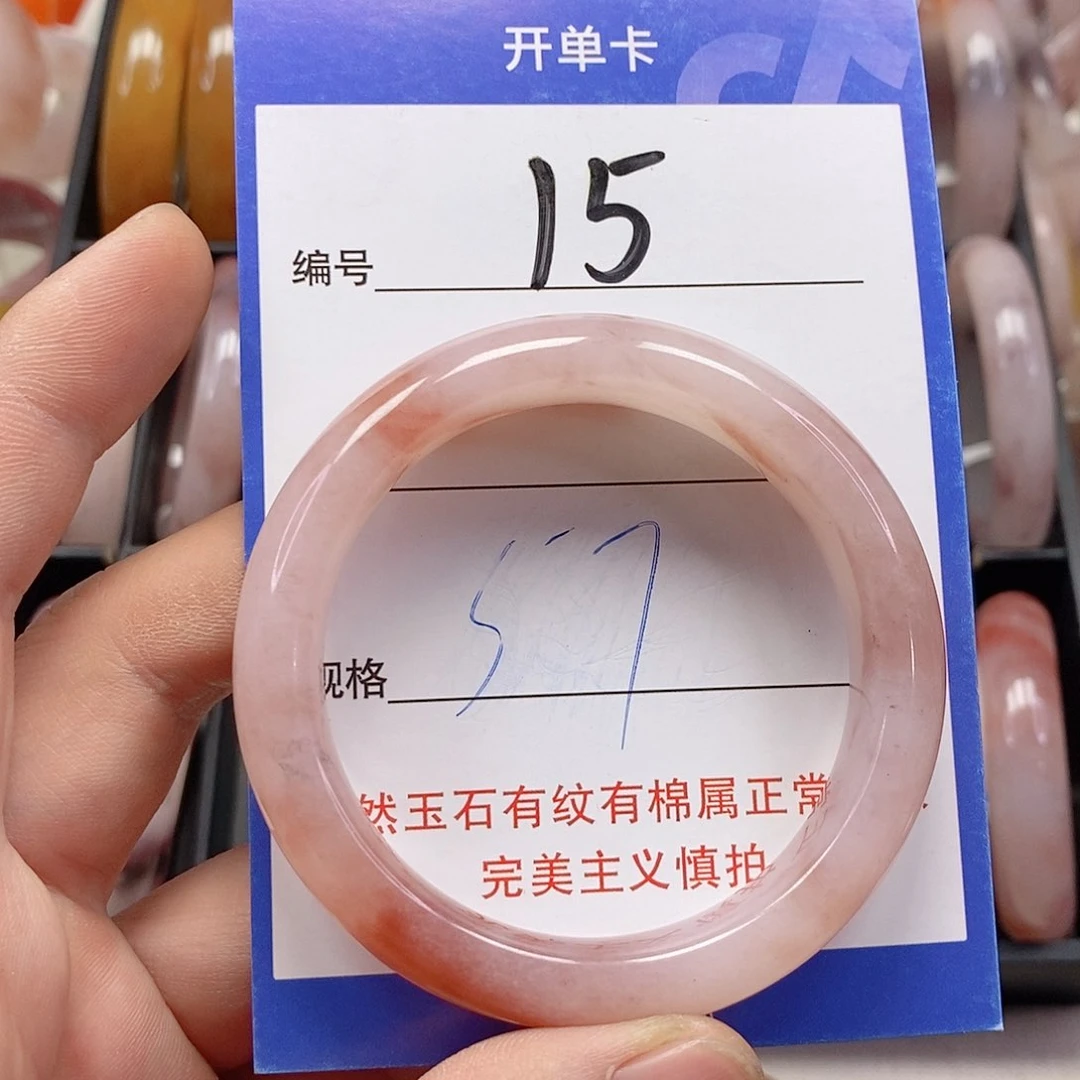 开单卡
编号 15
规格 57
然玉石有纹有棉属正常
完美主义慎拍